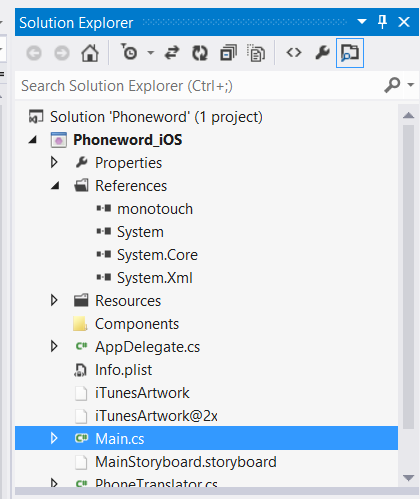 Solution Explorer
Search Solution Explorer (Ctrl+;)
Solution 'Phoneword' (1 project)
Phoneword_iOS
Properties
References
monotouch
System
System.Core
System.Xml
Resources
Components
AppDelegate.cs
Info.plist
iTunesArtwork
iTunesArtwork@2x
Main.cs
MainStoryboard.storyboard
PhoneTranslator.cs